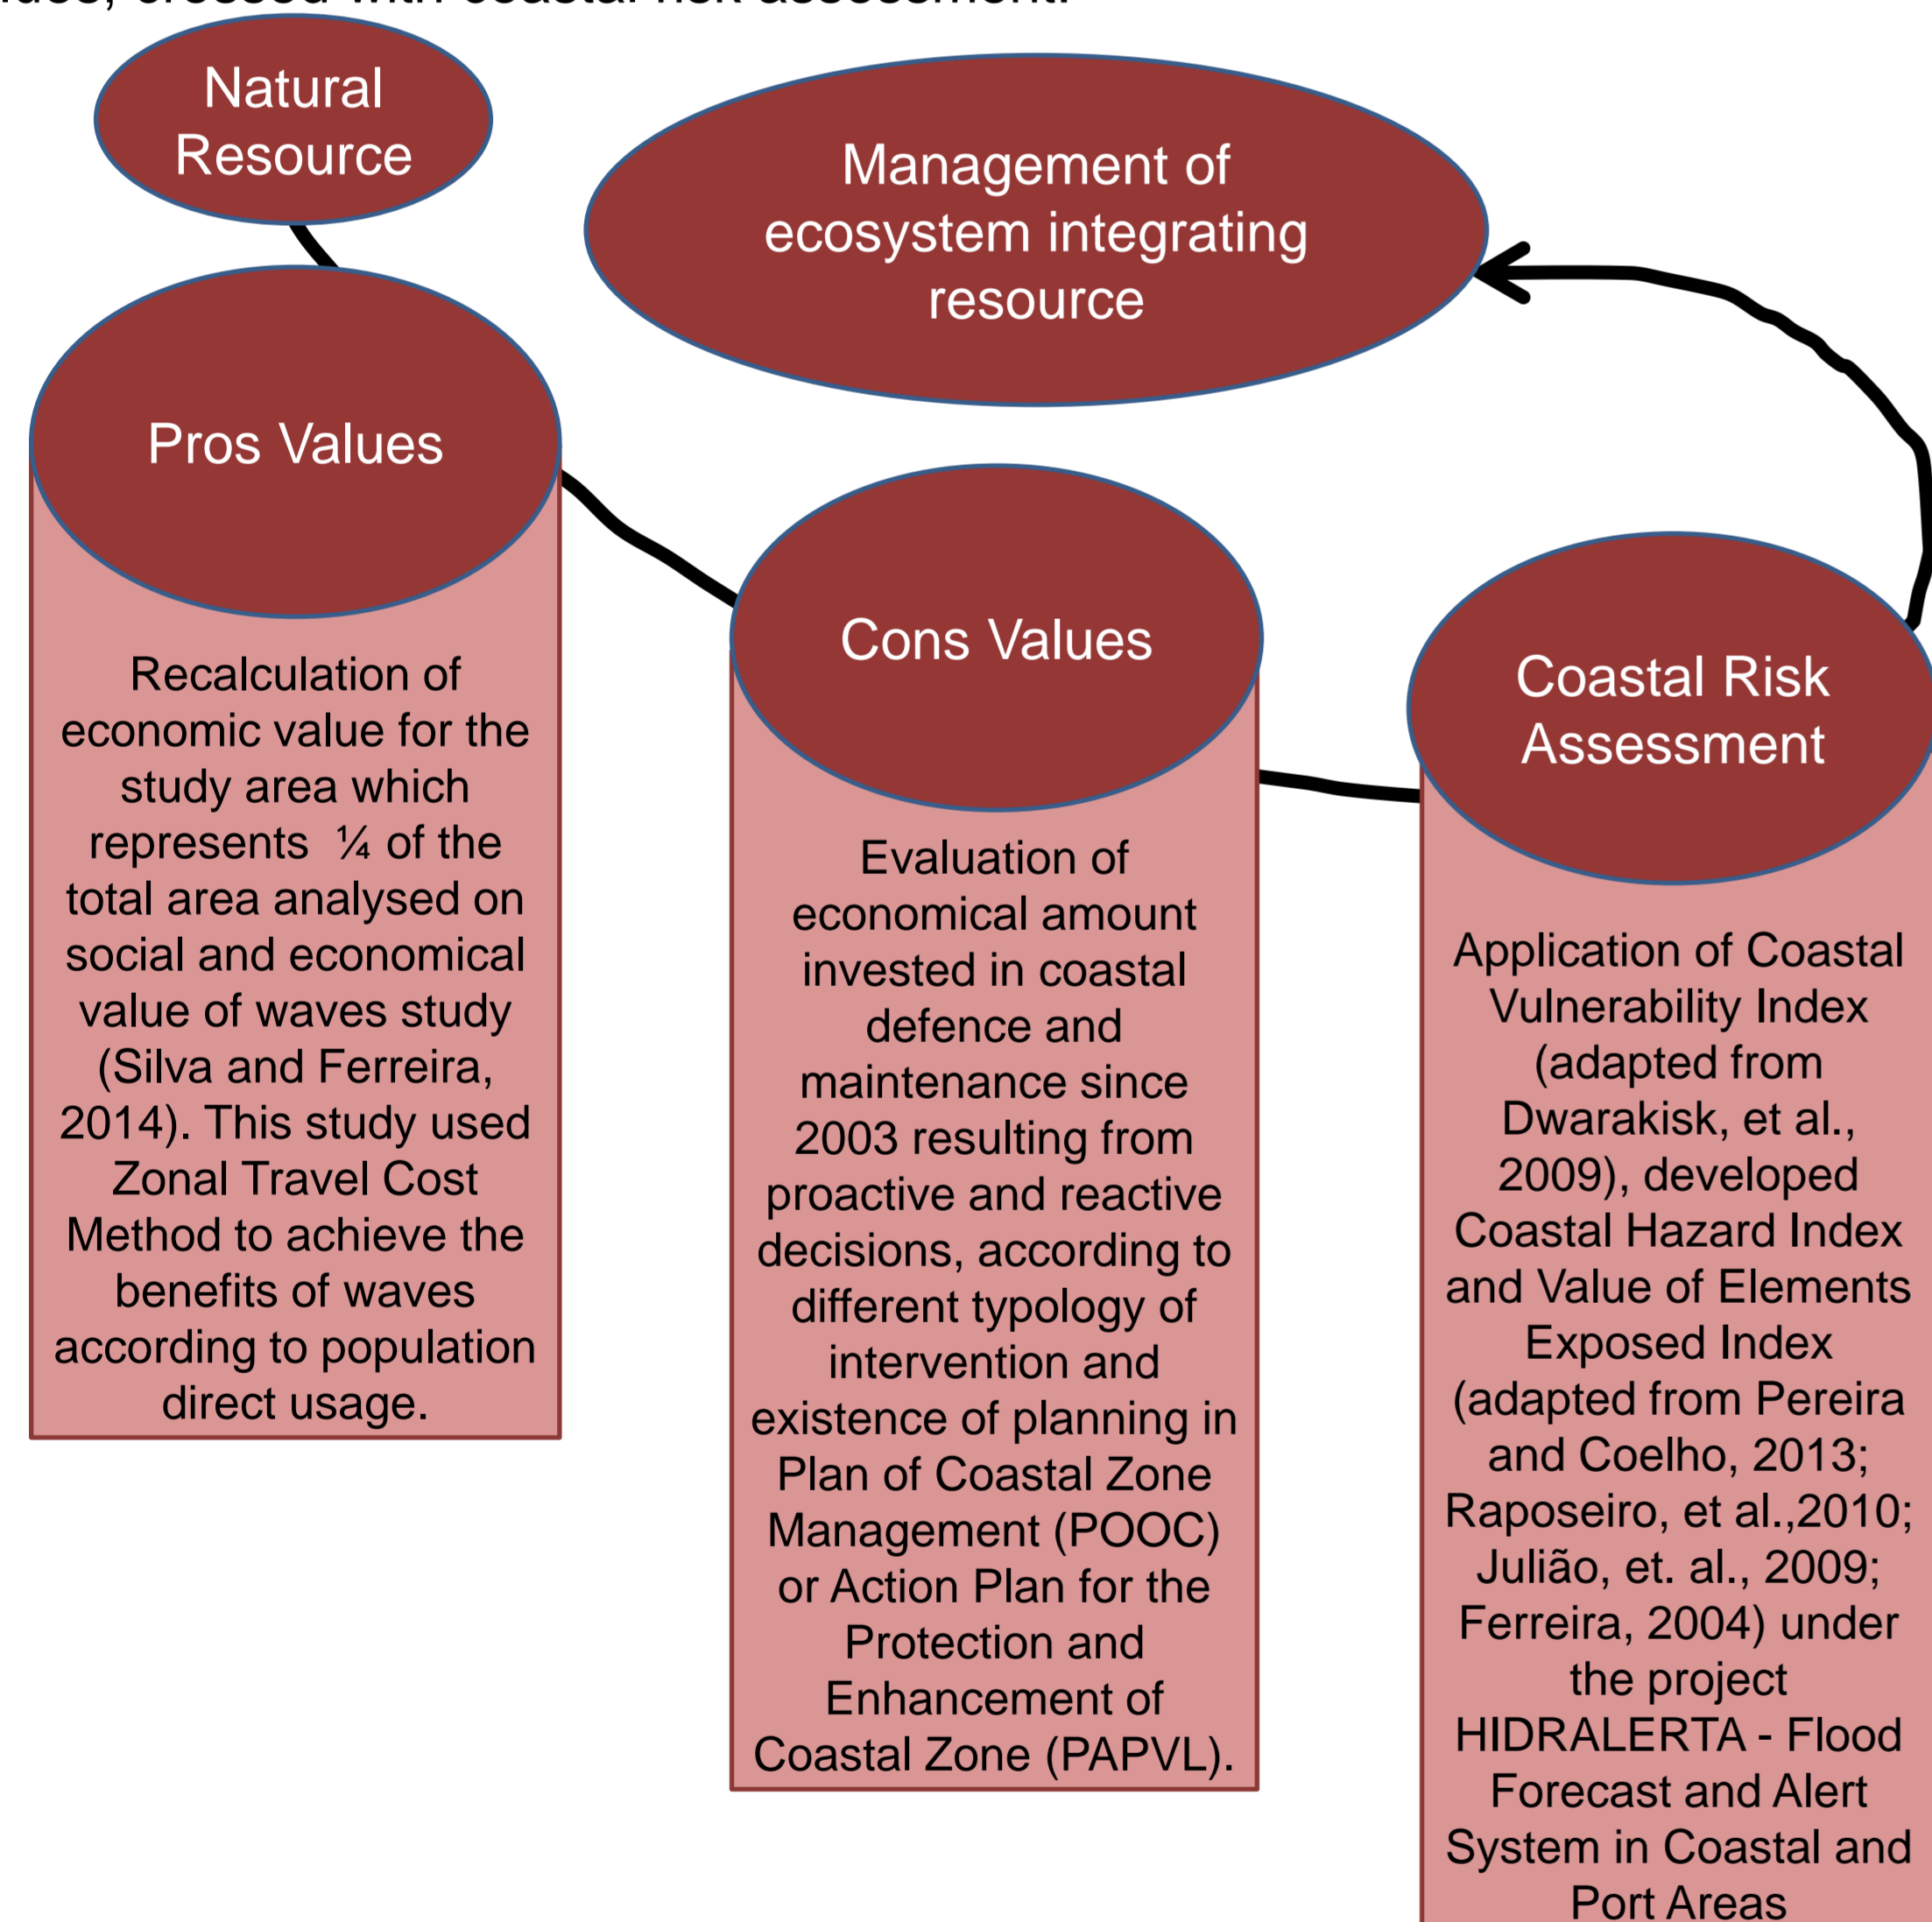 crossed with coastal risk assessment.
Natural
Resource
Management of
ecosystem integrating
resource
Pros Values
Recalculation of
economic value for the
study area which
represents ¼ of the
total area analysed on
social and economical
value of waves study
(Silva and Ferreira,
2014). This study used
Zonal Travel Cost
Method to achieve the
benefits of waves
according to population
direct usage.
Cons Values
Evaluation of
economical amount
invested in coastal
defence and
maintenance since
2003 resulting from
proactive and reactive
decisions, according to
different typology of
intervention and
existence of planning in
Plan of Coastal Zone
Management (POOC)
or Action Plan for the
Protection and
Enhancement of
Coastal Zone (PAPVL).
Coastal Risk
Assessment
Application of Coastal
Vulnerability Index
(adapted from
Dwarakisk, et al.,
2009), developed
Coastal Hazard Index
and Value of Elements
Exposed Index
(adapted from Pereira
and Coelho, 2013;
Raposeiro, et al.,2010;
Julião, et. al., 2009;
Ferreira, 2004) under
the project
HIDRALERTA - Flood
Forecast and Alert
System in Coastal and
Port Areas